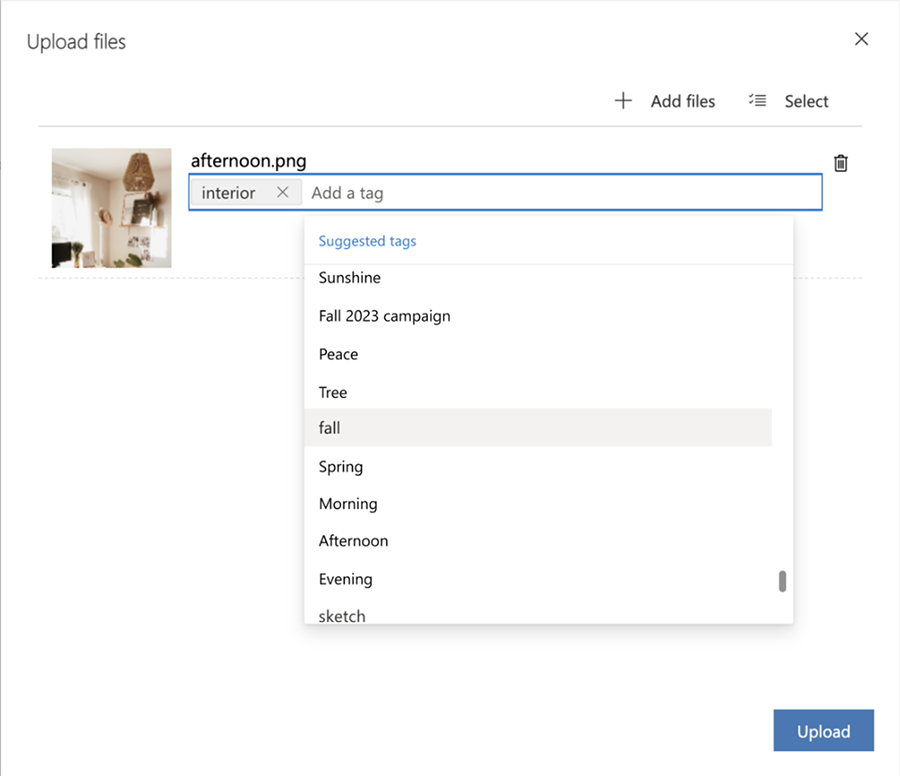 Upload files
Add files
Select
afternoon.png
interior
Add a tag
Suggested tags
Sunshine
Fall 2023 campaign
Peace
Tree
fall
Spring
Morning
Afternoon
Evening
sketch
Upload